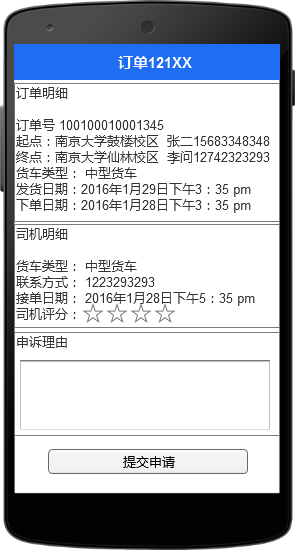 订单121XX
订单明细
订单号 100100010001345
起点：南京大学鼓楼校区 张二15683348348
终点：南京大学仙林校区 李问12742323293
货车类型： 中型货车
发货日期：2016年1月29日下午3：35 pm
下单日期：2016年1月28日下午3：35 pm
司机明细
货车类型： 中型货车
联系方式： 1223293293
接单日期： 2016年1月28日下午5：35 pm
司机评分：
申诉理由
提交申请